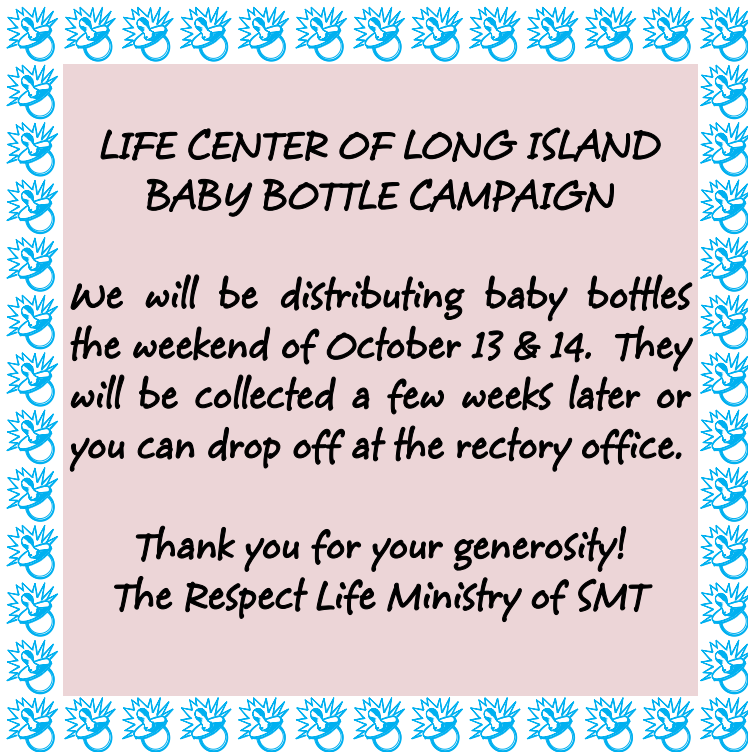 LIFE CENTER OF LONG ISLAND
BABY BOTTLE CAMPAIGN
We will be distributing baby bottles
the weekend of October 13 & 14. They
will be collected a few weeks later or
you can drop off at the rectory office.
Thank you for your generosity!
The Respect Life Ministry of SMT